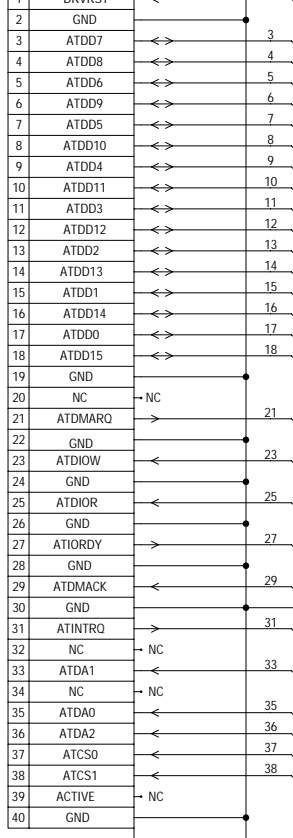 2 GND
3 ATDD7 3
4 ATDD8 4
5 ATDD6 5
6 ATDD9 6
7 ATDD5 7
8 ATDD10 8
9 ATDD4 9
10 ATDD11 10
11 ATDD3 11
12 ATDD12 12
13 ATDD2 13
14 ATDD13 14
15 ATDD1 15
16 ATDD14 16
17 ATDD0 17
18 ATDD15 18
19 GND
20 NC NC
21 ATDMARQ 21
22 GND
23 ATDIOW 23
24 GND
25 ATDIOR 25
26 GND
27 ATIORDY 27
28 GND
29 ATDMACK 29
30 GND
31 ATINTRQ 31
32 NC NC
33 ATDA1 33
34 NC NC
35 ATDA0 35
36 ATDA2 36
37 ATCS0 37
38 ATCS1 38
39 ACTIVE NC
40 GND